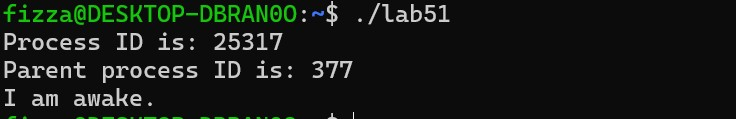 fizza@DESKTOP-DBRAN0O:~$ ./lab51
Process ID is: 25317
Parent process ID is: 377
I am awake.